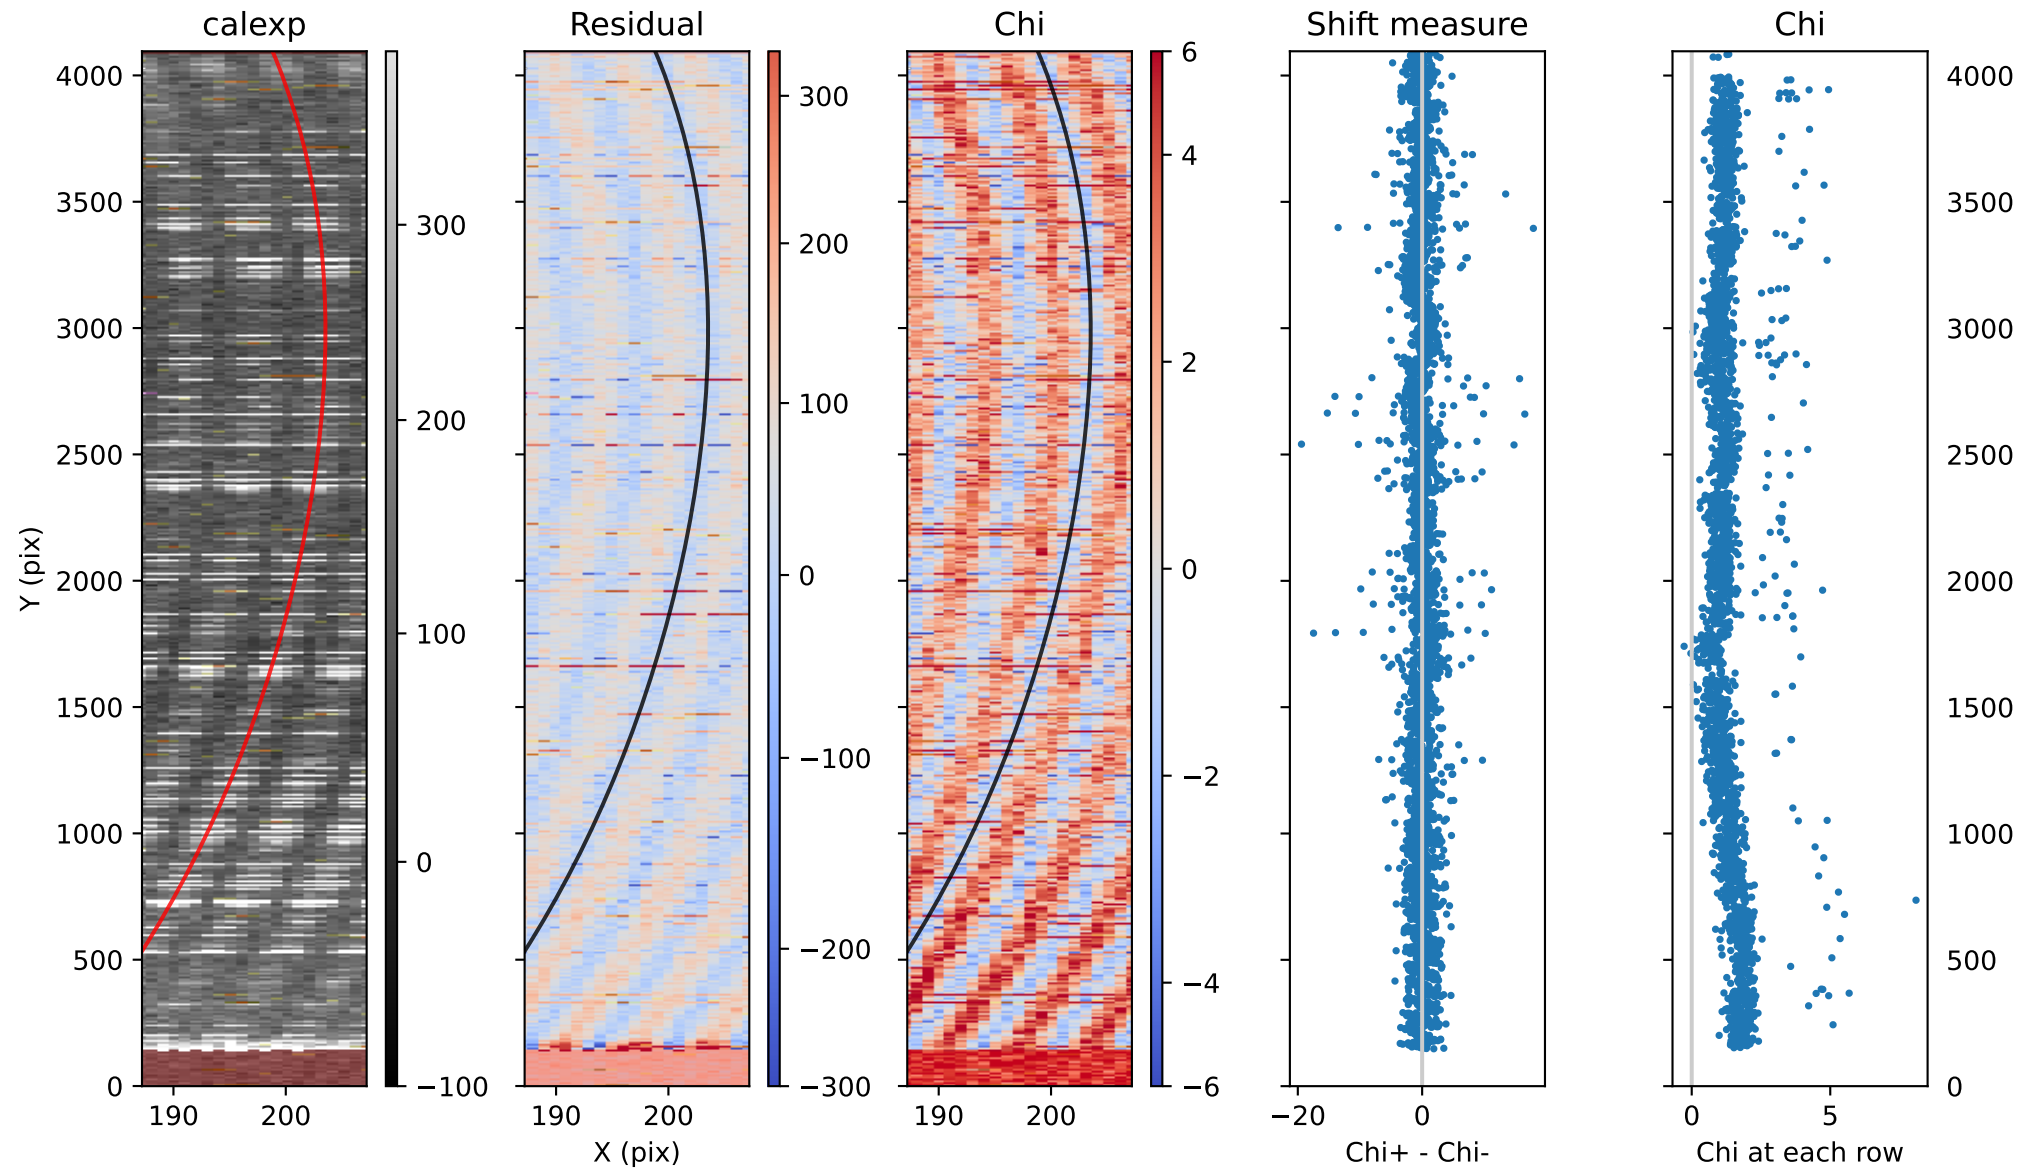 calexp Residual Chi Shift measure Chi
4000 300 300 6 4000
3500 200 4 3500
3000 200 100 2 3000
2500 0 2500
2000 100 0 2000
1500 −100 −2 1500
1000 0 1000
500 −200 −4 500
0 −100 −300 −6 0
190 200 190 200 190 200 −20 0 0 5
Y (pix)
X (pix) Chi+ - Chi- Chi at each row